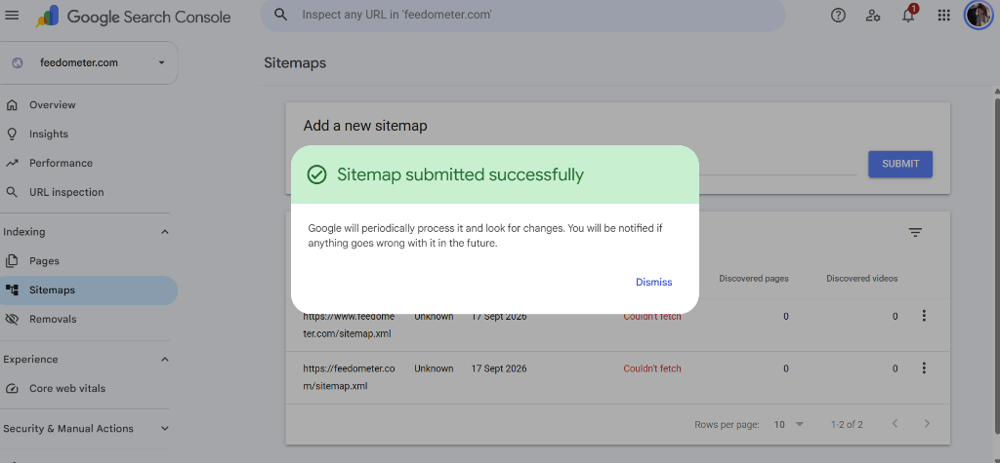 Google Search Console
Inspect any URL in 'feedometer.com'
1
feedometer.com
Sitemaps
Overview
Insights
Performance
URL inspection
Indexing
Pages
Sitemaps
Removals
Experience
Core web vitals
Security & Manual Actions
Add a new sitemap
SUBMIT
Sitemap submitted successfully
Google will periodically process it and look for changes. You will be notified if
anything goes wrong with it in the future.
Dismiss
Discovered pages Discovered videos
https://www.feedome Unknown 17 Sept 2026 Couldn't fetch 0 0
ter.com/sitemap.xml
https://feedometer.co Unknown 17 Sept 2026 Couldn't fetch 0 0
m/sitemap.xml
Rows per page: 10 1-2 of 2